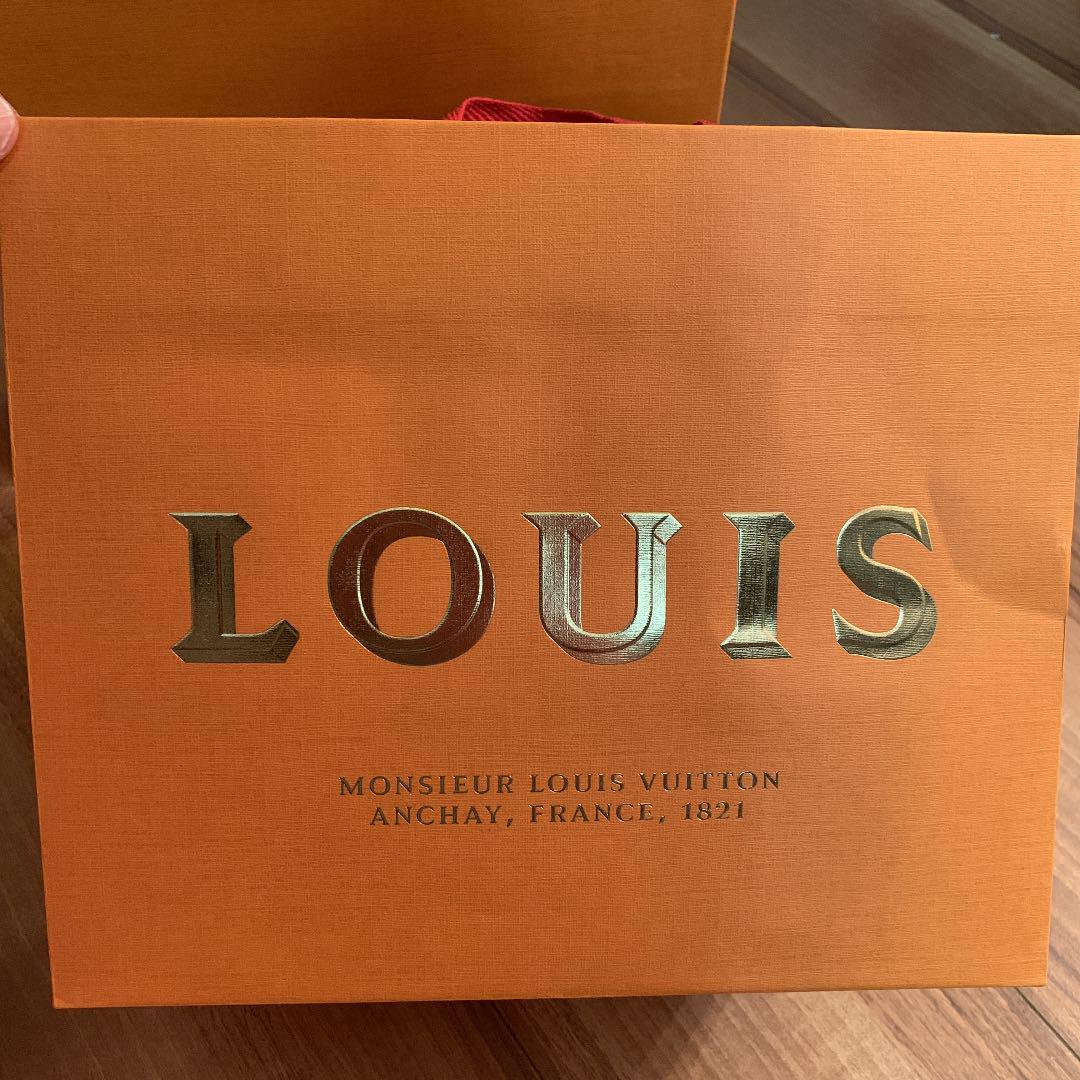 LOUIS
MONSIEUR LOUIS VUITTON
ANCHAY, FRANCE, 1821